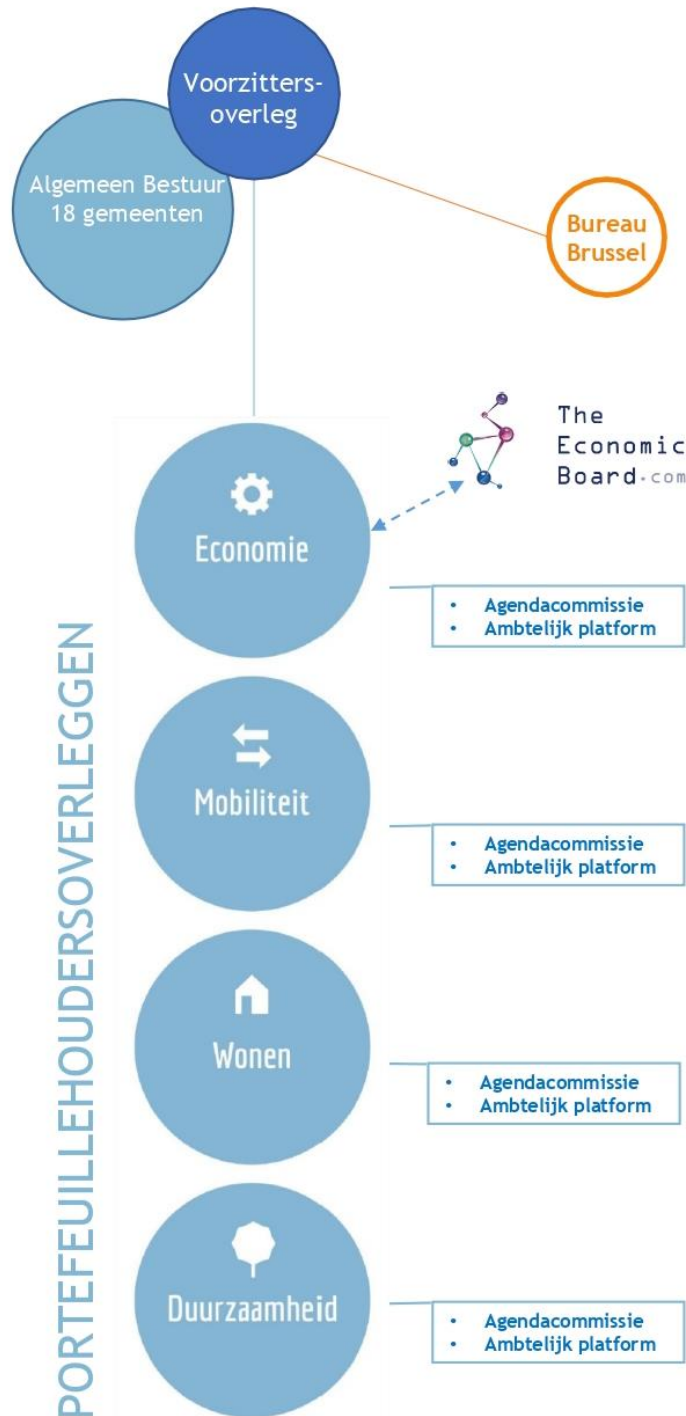 Voorzitters-
overleg
Algemeen Bestuur
18 gemeenten
Bureau
Brussel
The
Economic
Board.com
Economie
• Agendacommissie
• Ambtelijk platform
PORTEFEUILLEHOUDERSOVERLEGGEN
Mobiliteit
• Agendacommissie
• Ambtelijk platform
Wonen
• Agendacommissie
• Ambtelijk platform
Duurzaamheid
• Agendacommissie
• Ambtelijk platform